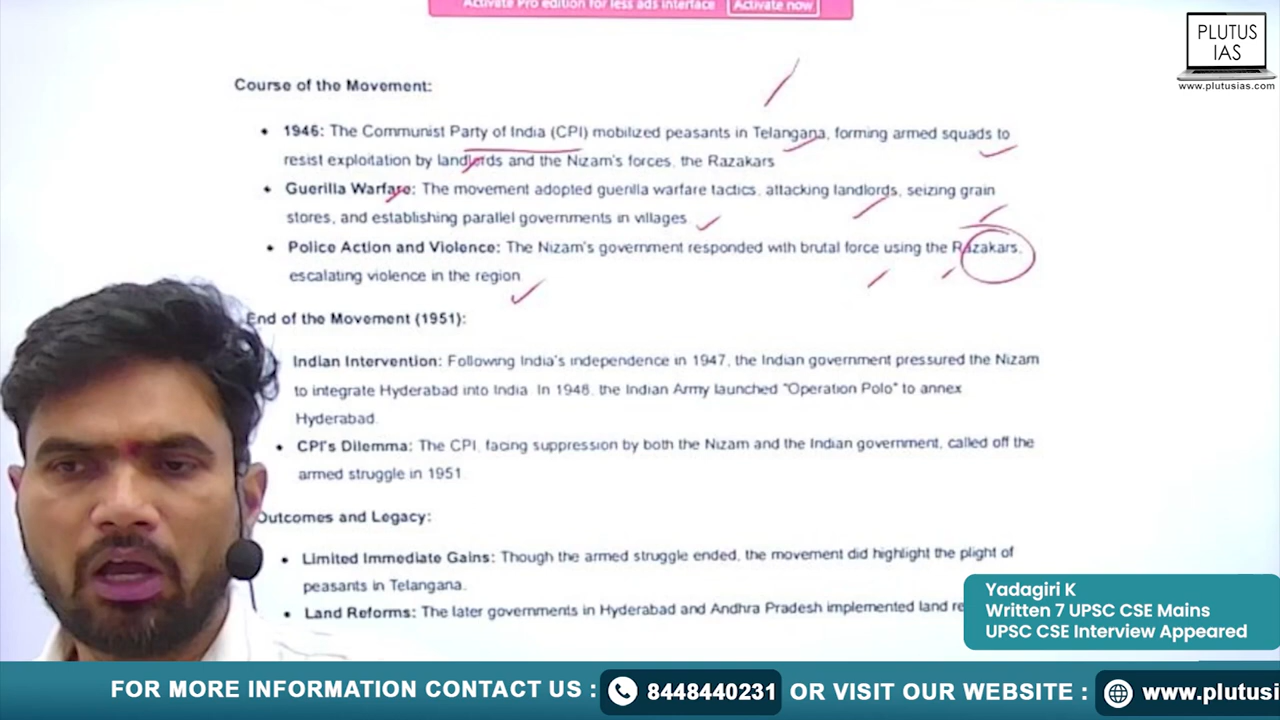 Activate Pro edition for less ads interface Activate now
PLUTUS
IAS
www.plutusias.com
Course of the Movement:
• 1946: The Communist Party of India (CPI) mobilized peasants in Telangana, forming armed squads to
resist exploitation by landlords and the Nizam's forces, the Razakars
• Guerilla Warfare: The movement adopted guerilla warfare tactics, attacking landlords, seizing grain
stores, and establishing parallel governments in villages
• Police Action and Violence: The Nizam's government responded with brutal force using the Razakars,
escalating violence in the region
End of the Movement (1951):
Indian Intervention: Following India's independence in 1947, the Indian government pressured the Nizam
to integrate Hyderabad into India In 1948, the Indian Army launched "Operation Polo" to annex
Hyderabad.
• CPI's Dilemma: The CPI, facing suppression by both the Nizam and the Indian government, called off the
armed struggle in 1951
Outcomes and Legacy:
• Limited Immediate Gains: Though the armed struggle ended, the movement did highlight the plight of
peasants in Telangana.
• Land Reforms: The later governments in Hyderabad and Andhra Pradesh implemented land re
Yadagiri K
Written 7 UPSC CSE Mains
UPSC CSE Interview Appeared
FOR MORE INFORMATION CONTACT US : 8448440231 OR VISIT OUR WEBSITE : www.plutusi